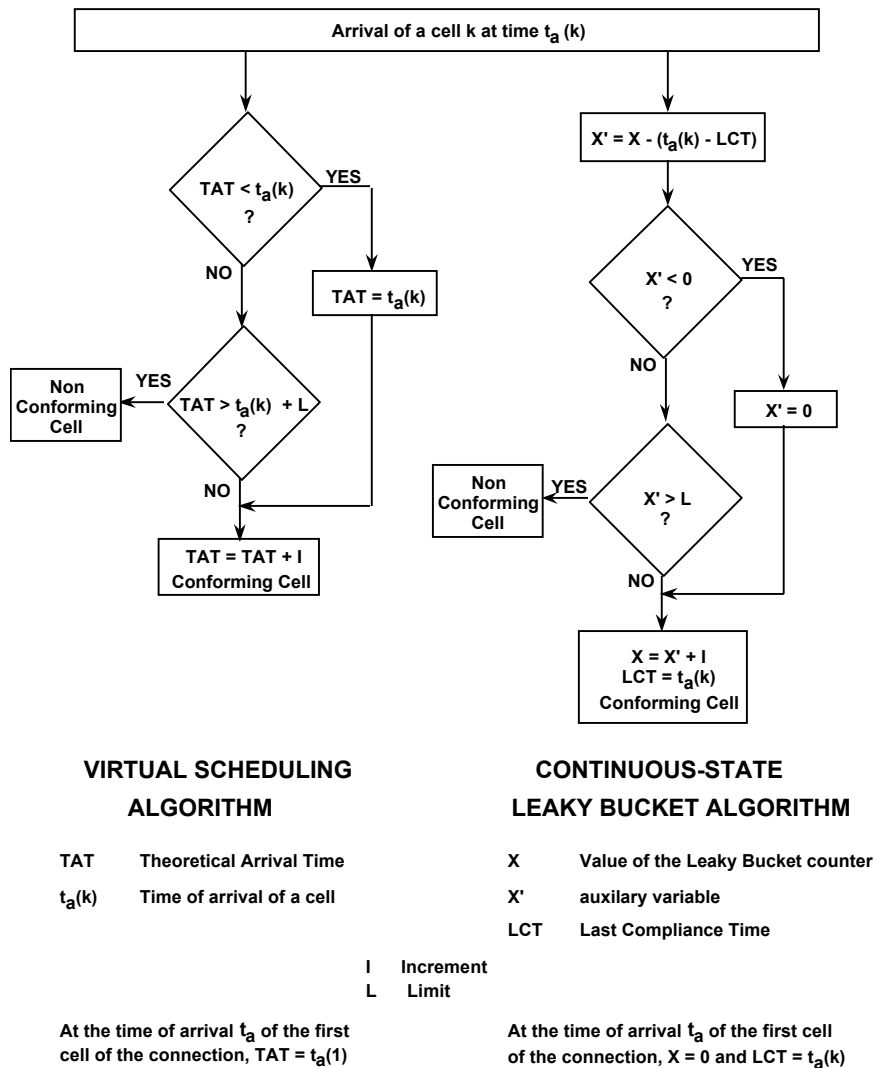 Arrival of a cell k at time ta (k)
TAT < ta(k)
?
YES
NO
TAT = ta(k)
TAT > ta(k) + L
?
YES
Non
Conforming
Cell
NO
TAT = TAT + I
Conforming Cell
X' = X - (ta(k) - LCT)
X' < 0
?
YES
NO
X' = 0
X' > L
?
YES
Non
Conforming
Cell
NO
X = X' + I
LCT = ta(k)
Conforming Cell
VIRTUAL SCHEDULING
ALGORITHM
TAT Theoretical Arrival Time
ta(k) Time of arrival of a cell
CONTINUOUS-STATE
LEAKY BUCKET ALGORITHM
X Value of the Leaky Bucket counter
X' auxilary variable
LCT Last Compliance Time
I Increment
L Limit
At the time of arrival ta of the first
cell of the connection, TAT = ta(1)
At the time of arrival ta of the first cell
of the connection, X = 0 and LCT = ta(k)